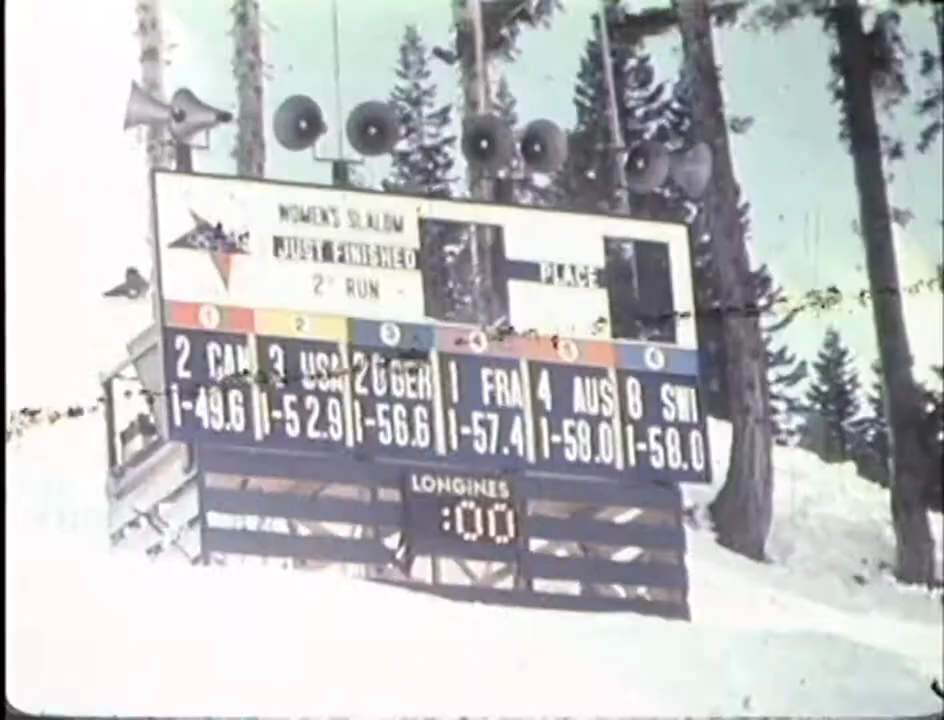 WOMEN'S SLALOM
JUST FINISHED
PLACE
2ᴰ RUN
1 2 3 4 5 6
2 CAN 3 USA 20 GER 1 FRA 4 AUS 8 SWI
1-49.6 1-52.9 1-56.6 1-57.4 1-58.0 1-58.0
LONGINES
:00